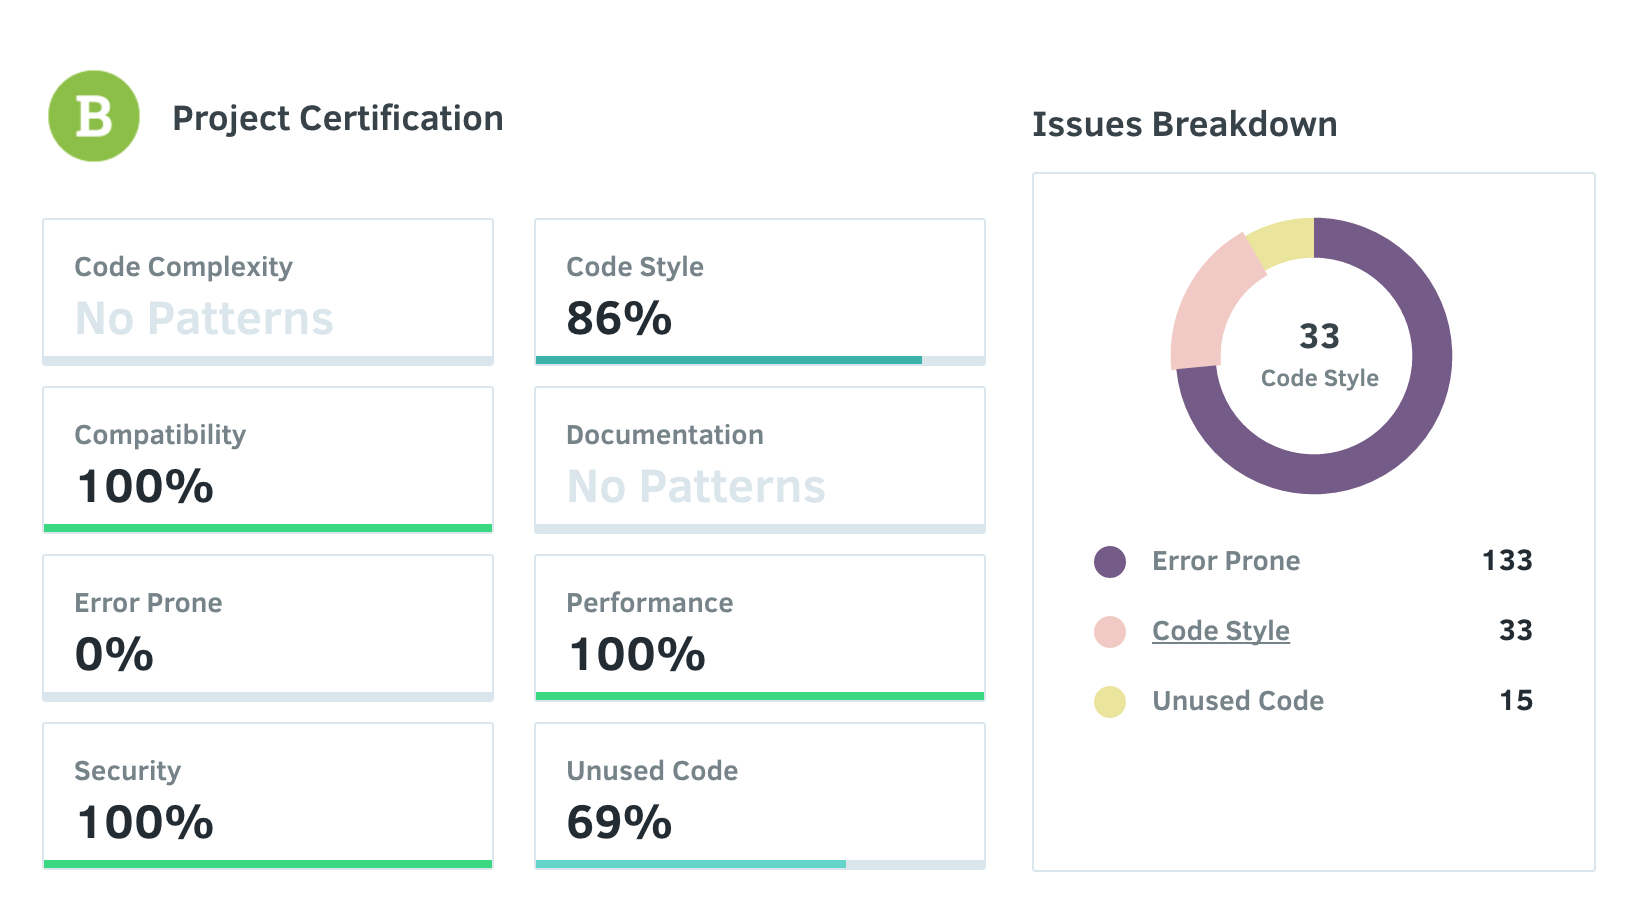 B
Project Certification
Code Complexity
No Patterns
Code Style
86%
Compatibility
100%
Documentation
No Patterns
Error Prone
0%
Performance
100%
Security
100%
Unused Code
69%
Issues Breakdown
33
Code Style
Error Prone 133
Code Style 33
Unused Code 15